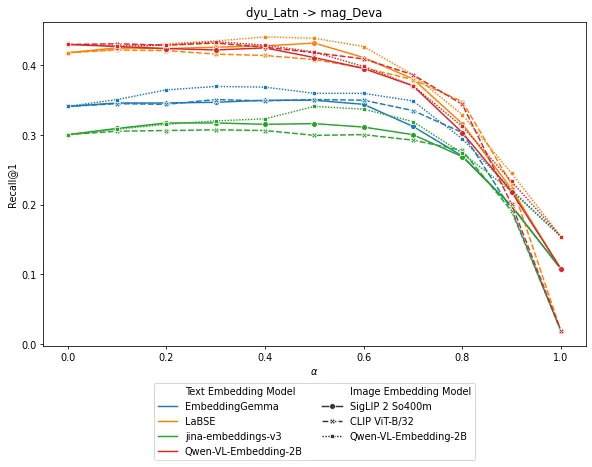 dyu_Latn -> mag_Deva
Recall@1
0.4
0.3
0.2
0.1
0.0
0.0 0.2 0.4 0.6 0.8 1.0
α
Text Embedding Model Image Embedding Model
EmbeddingGemma SigLIP 2 So400m
LaBSE CLIP ViT-B/32
jina-embeddings-v3 Qwen-VL-Embedding-2B
Qwen-VL-Embedding-2B